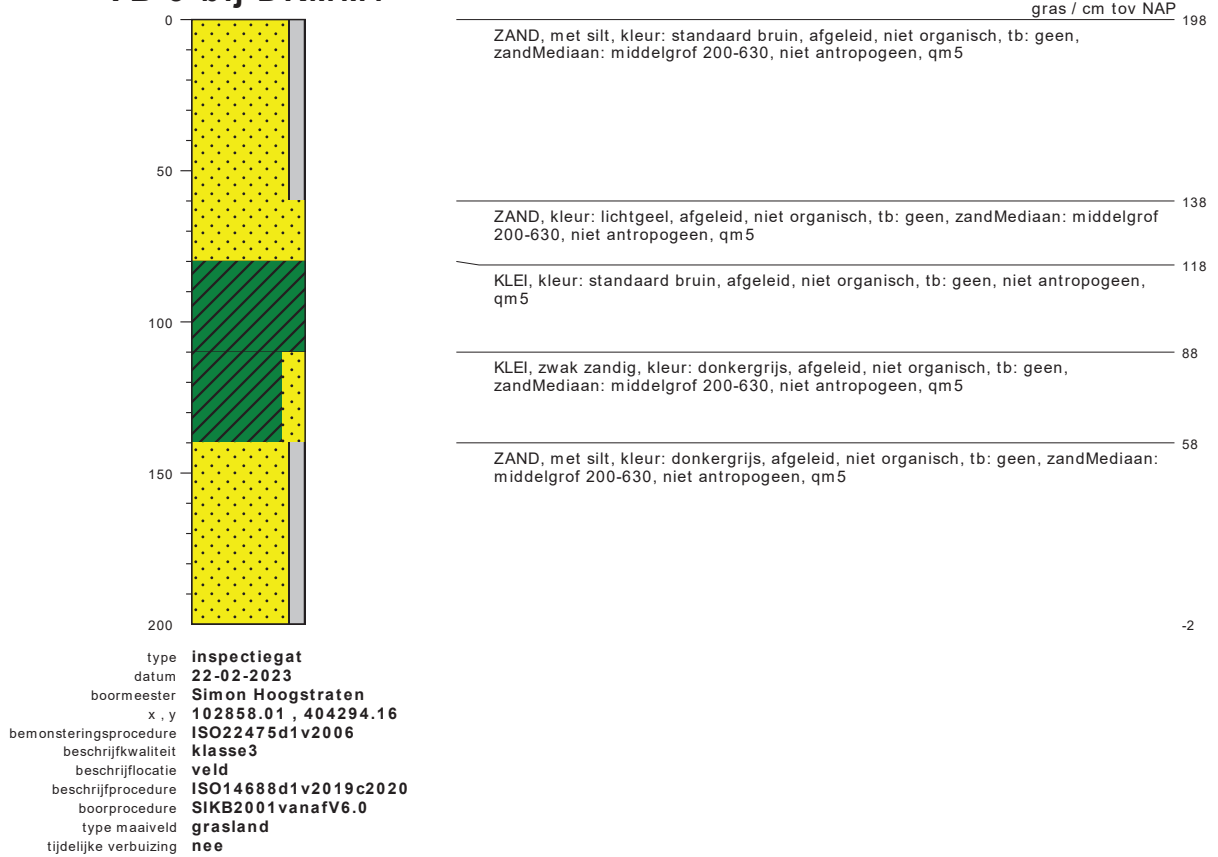 gras / cm tov NAP
0
198
ZAND, met silt, kleur: standaard bruin, afgeleid, niet organisch, tb: geen,
zandMediaan: middelgrof 200-630, niet antropogeen, qm5
50
138
ZAND, kleur: lichtgeel, afgeleid, niet organisch, tb: geen, zandMediaan: middelgrof
200-630, niet antropogeen, qm5
118
KLEI, kleur: standaard bruin, afgeleid, niet organisch, tb: geen, niet antropogeen,
qm5
100
88
KLEI, zwak zandig, kleur: donkergrijs, afgeleid, niet organisch, tb: geen,
zandMediaan: middelgrof 200-630, niet antropogeen, qm5
58
ZAND, met silt, kleur: donkergrijs, afgeleid, niet organisch, tb: geen, zandMediaan:
middelgrof 200-630, niet antropogeen, qm5
150
200
-2
type inspectiegat
datum 22-02-2023
boormeester Simon Hoogstraten
x , y 102858.01 , 404294.16
bemonsteringsprocedure ISO22475d1v2006
beschrijfkwaliteit klasse3
beschrijflocatie veld
beschrijfprocedure ISO14688d1v2019c2020
boorprocedure SIKB2001vanafV6.0
type maaiveld grasland
tijdelijke verbuizing nee